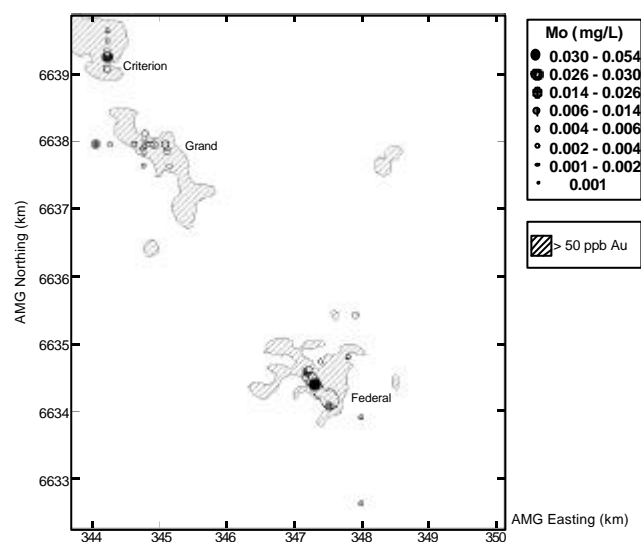 Mo (mg/L)
0.030 - 0.054
0.026 - 0.030
0.014 - 0.026
0.006 - 0.014
0.004 - 0.006
0.002 - 0.004
0.001 - 0.002
0.001
> 50 ppb Au
AMG Northing (km)
6639
6638
6637
6636
6635
6634
6633
Criterion
Grand
Federal
344
345
346
347
348
349
350
AMG Easting (km)